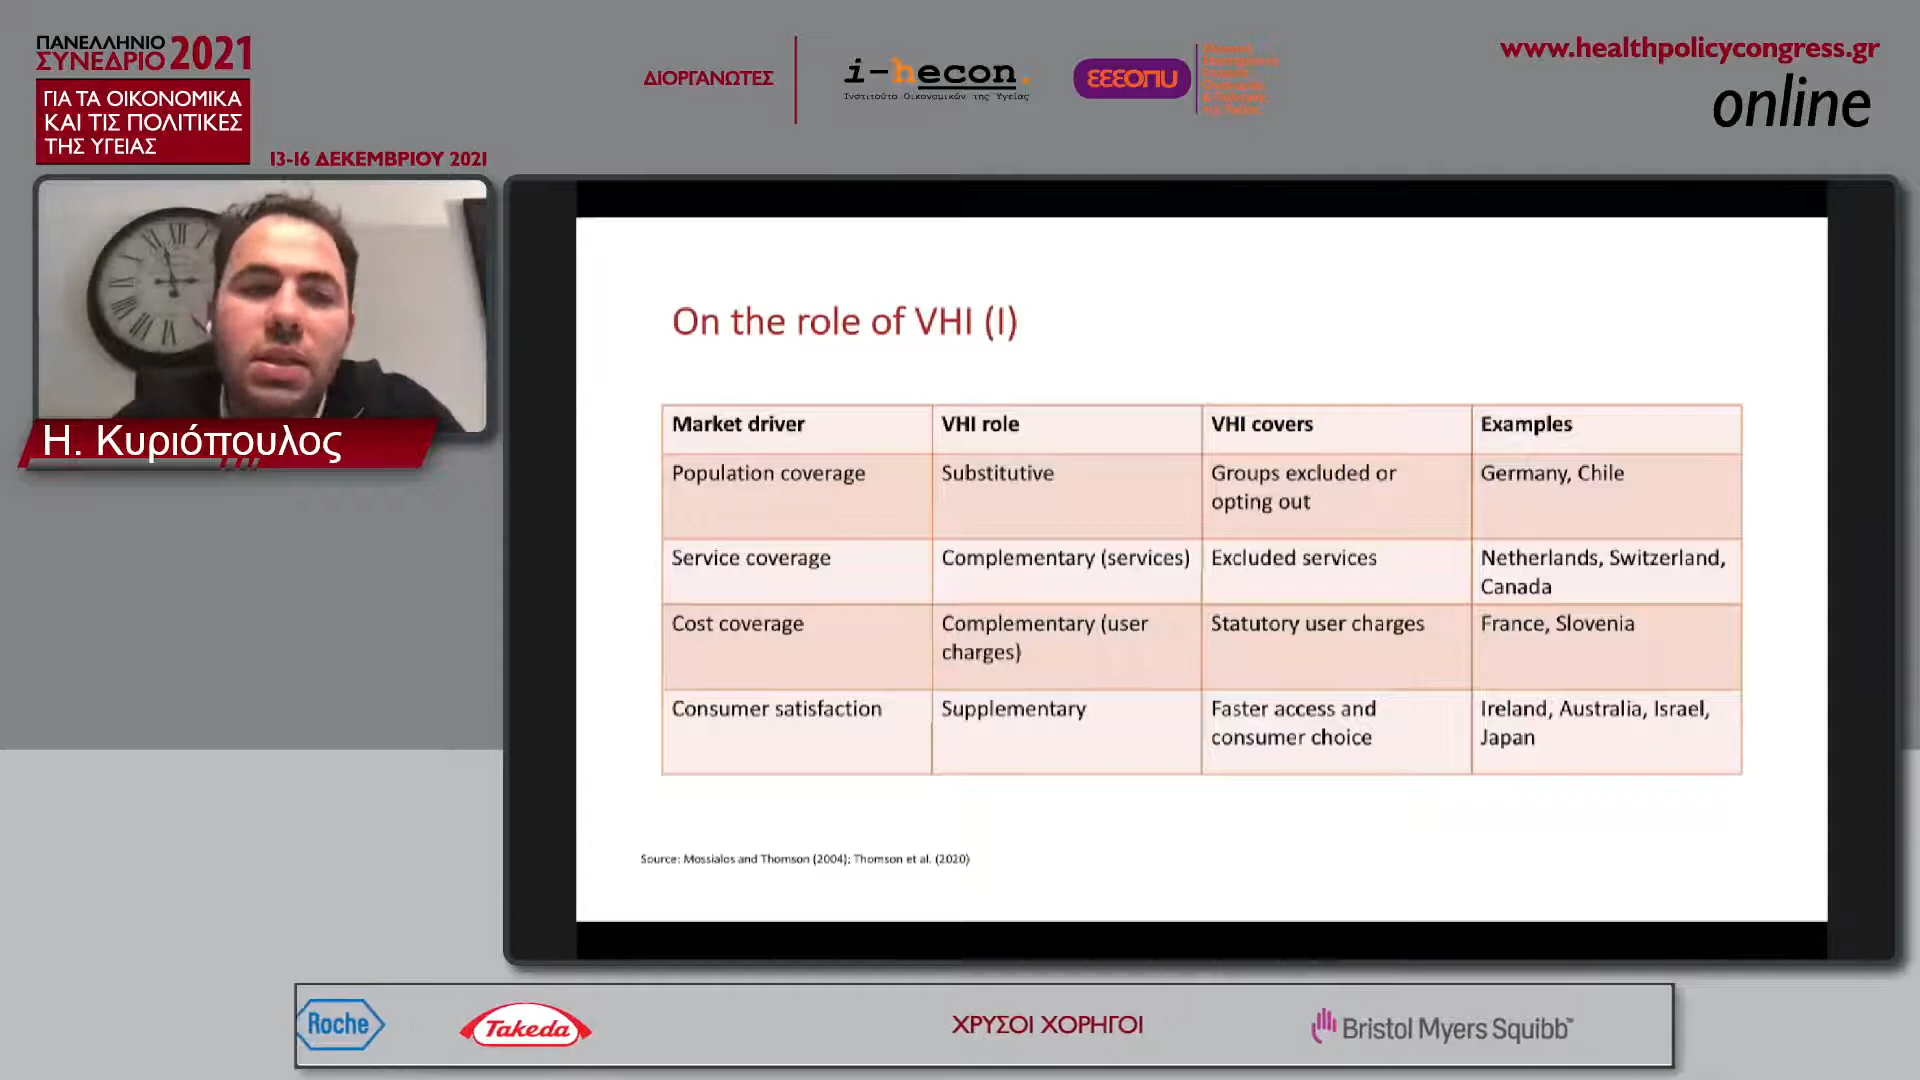 ΠΑΝΕΛΛΗΝΙΟ
ΣΥΝΕΔΡΙΟ 2021
ΓΙΑ ΤΑ ΟΙΚΟΝΟΜΙΚΑ
ΚΑΙ ΤΙΣ ΠΟΛΙΤΙΚΕΣ
ΤΗΣ ΥΓΕΙΑΣ
13-16 ΔΕΚΕΜΒΡΙΟΥ 2021
ΔΙΟΡΓΑΝΩΤΕΣ
i-hecon.
Ινστιτούτο Οικονομικών της Υγείας
ΕΕΕΟΠΥ
www.healthpolicycongress.gr
online
Η. Κυριόπουλος
On the role of VHI (I)
Market driver VHI role VHI covers Examples
Population coverage Substitutive Groups excluded or opting out Germany, Chile
Service coverage Complementary (services) Excluded services Netherlands, Switzerland, Canada
Cost coverage Complementary (user charges) Statutory user charges France, Slovenia
Consumer satisfaction Supplementary Faster access and consumer choice Ireland, Australia, Israel, Japan
Source: Mossialos and Thomson (2004); Thomson et al. (2020)
Roche
Takeda
ΧΡΥΣΟΙ ΧΟΡΗΓΟΙ
Bristol Myers Squibb™